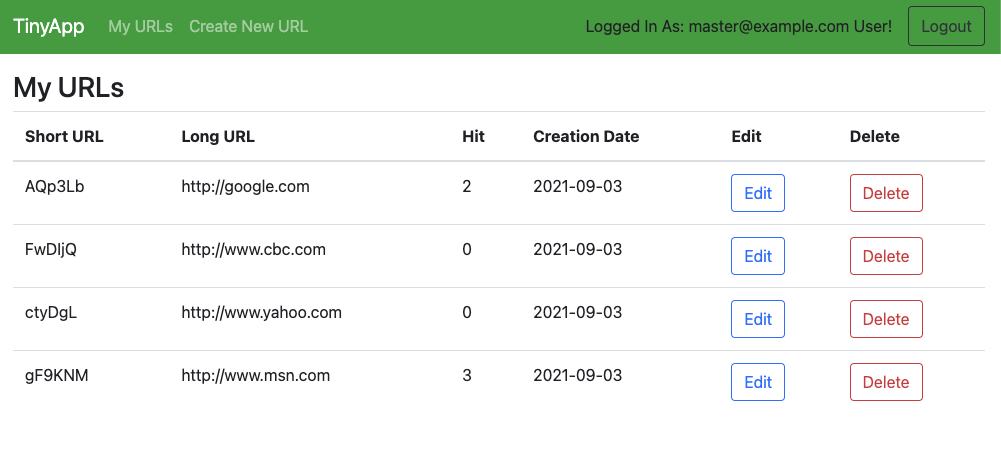 TinyApp My URLs Create New URL Logged In As: master@example.com User! Logout
My URLs
Short URL Long URL Hit Creation Date Edit Delete
AQp3Lb http://google.com 2 2021-09-03 Edit Delete
FwDIjQ http://www.cbc.com 0 2021-09-03 Edit Delete
ctyDgL http://www.yahoo.com 0 2021-09-03 Edit Delete
gF9KNM http://www.msn.com 3 2021-09-03 Edit Delete